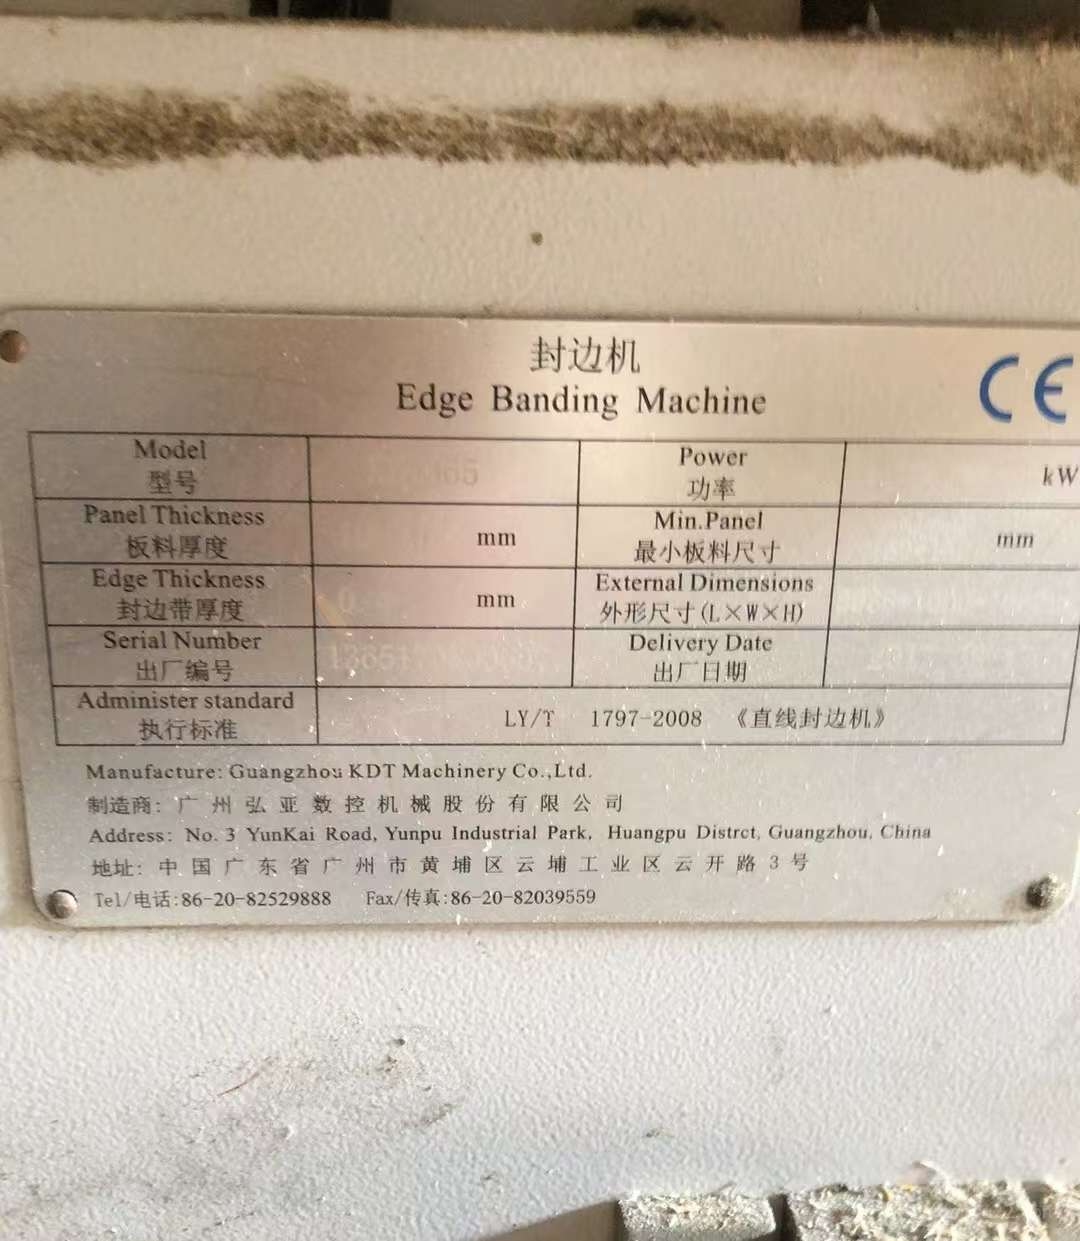 封边机
Edge Banding Machine
CE
Model
型号
Power
功率
kW
Panel Thickness
板料厚度
mm
Min.Panel
最小板料尺寸
mm
Edge Thickness
封边带厚度
mm
External Dimensions
外形尺寸(L×W×H)
Serial Number
出厂编号
Delivery Date
出厂日期
Administer standard
执行标准
LY/T 1797-2008 《直线封边机》
Manufacture: Guangzhou KDT Machinery Co.,Ltd.
制造商: 广州弘亚数控机械股份有限公司
Address: No. 3 YunKai Road, Yunpu Industrial Park, Huangpu Distrct, Guangzhou, China
地址: 中国广东省广州市黄埔区云埔工业区云开路3号
Tel/电话:86-20-82529888 Fax/传真:86-20-82039559